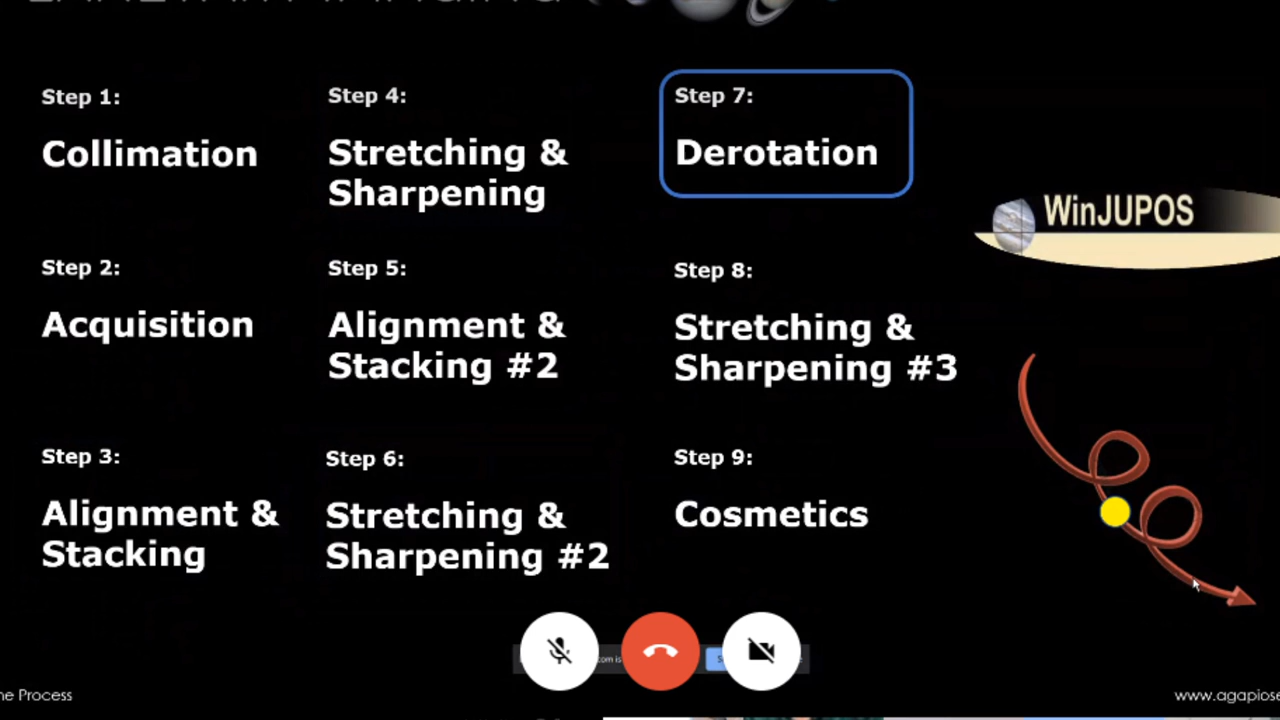 Step 1:
Collimation
Step 2:
Acquisition
Step 3:
Alignment &
Stacking
Step 4:
Stretching &
Sharpening
Step 5:
Alignment &
Stacking #2
Step 6:
Stretching &
Sharpening #2
Step 7:
Derotation
Step 8:
Stretching &
Sharpening #3
Step 9:
Cosmetics
WinJUPOS
com is
Process
www.agapiose